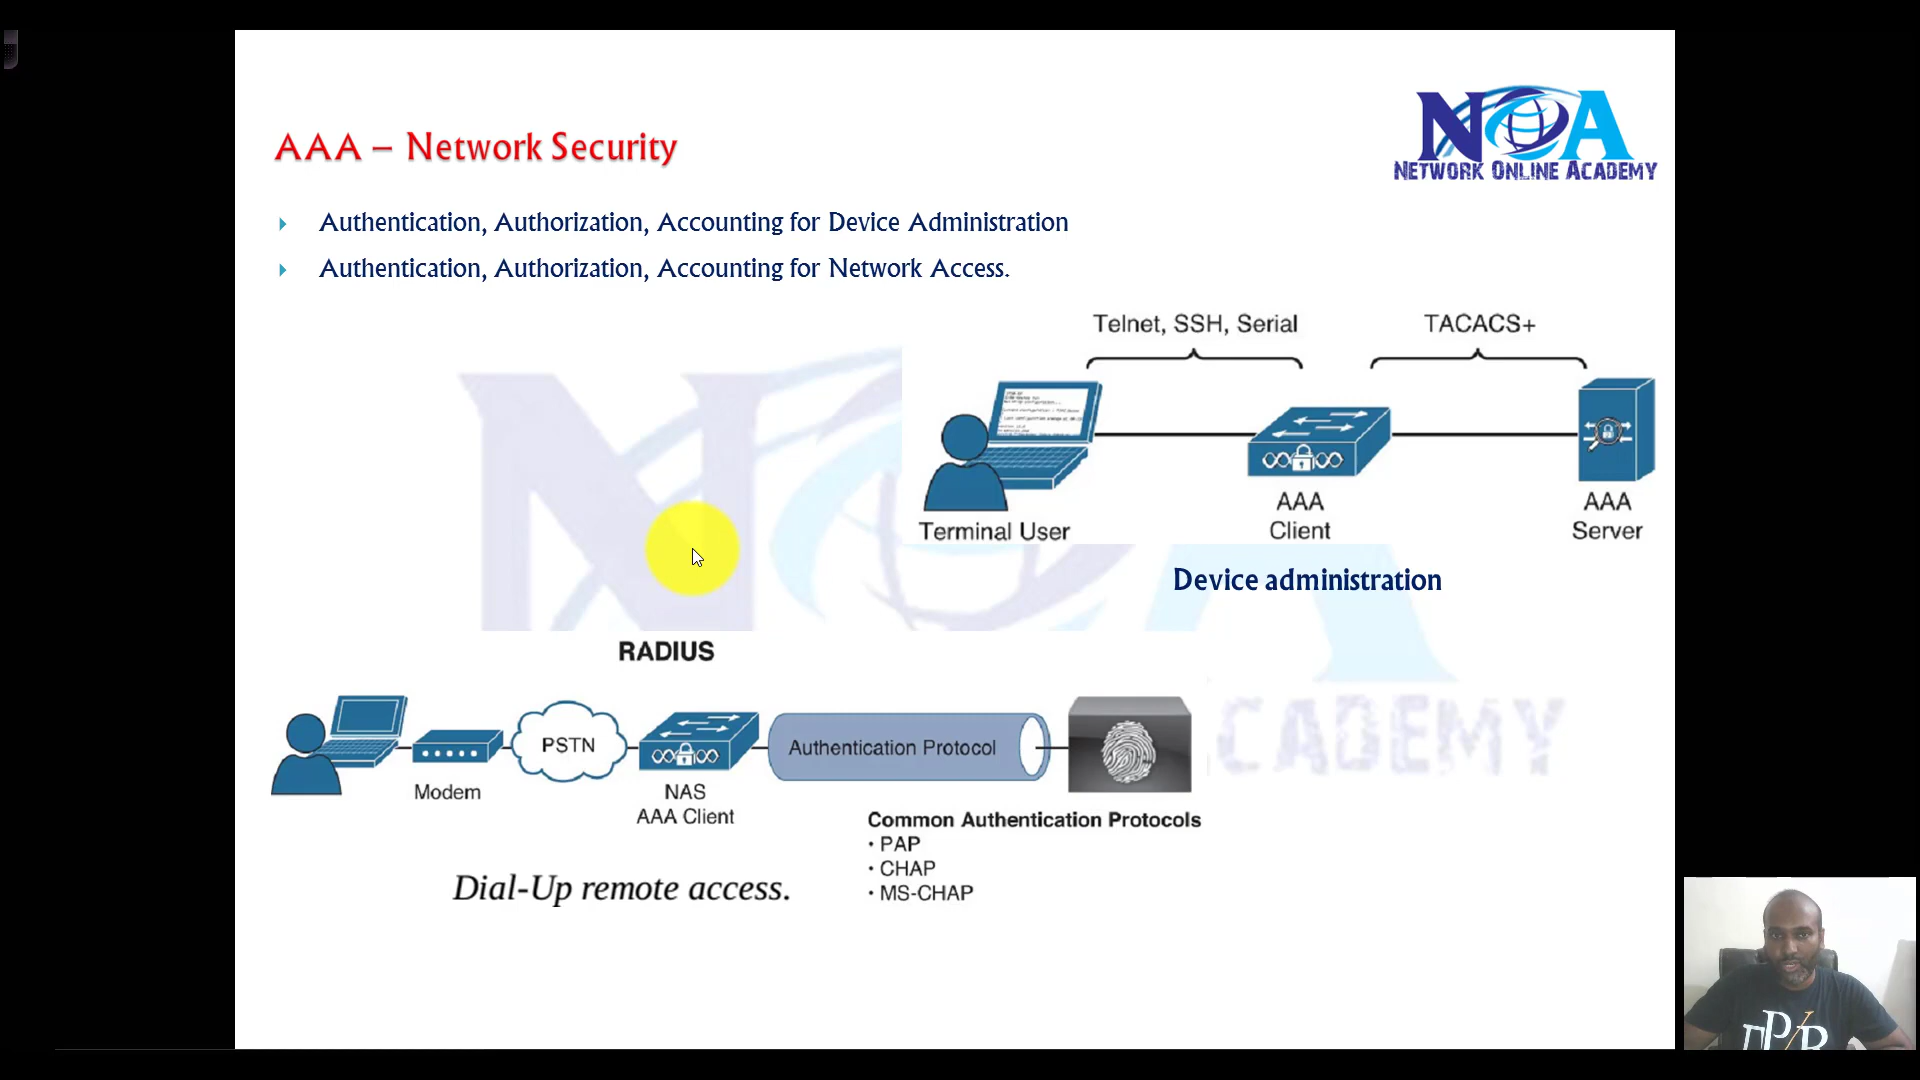 NOA
NETWORK ONLINE ACADEMY
AAA – Network Security
Authentication, Authorization, Accounting for Device Administration
Authentication, Authorization, Accounting for Network Access.
Telnet, SSH, Serial
TACACS+
Terminal User
AAA
Client
AAA
Server
Device administration
RADIUS
PSTN
Authentication Protocol
Modem
NAS
AAA Client
Common Authentication Protocols
• PAP
• CHAP
• MS-CHAP
Dial-Up remote access.
CADEMY